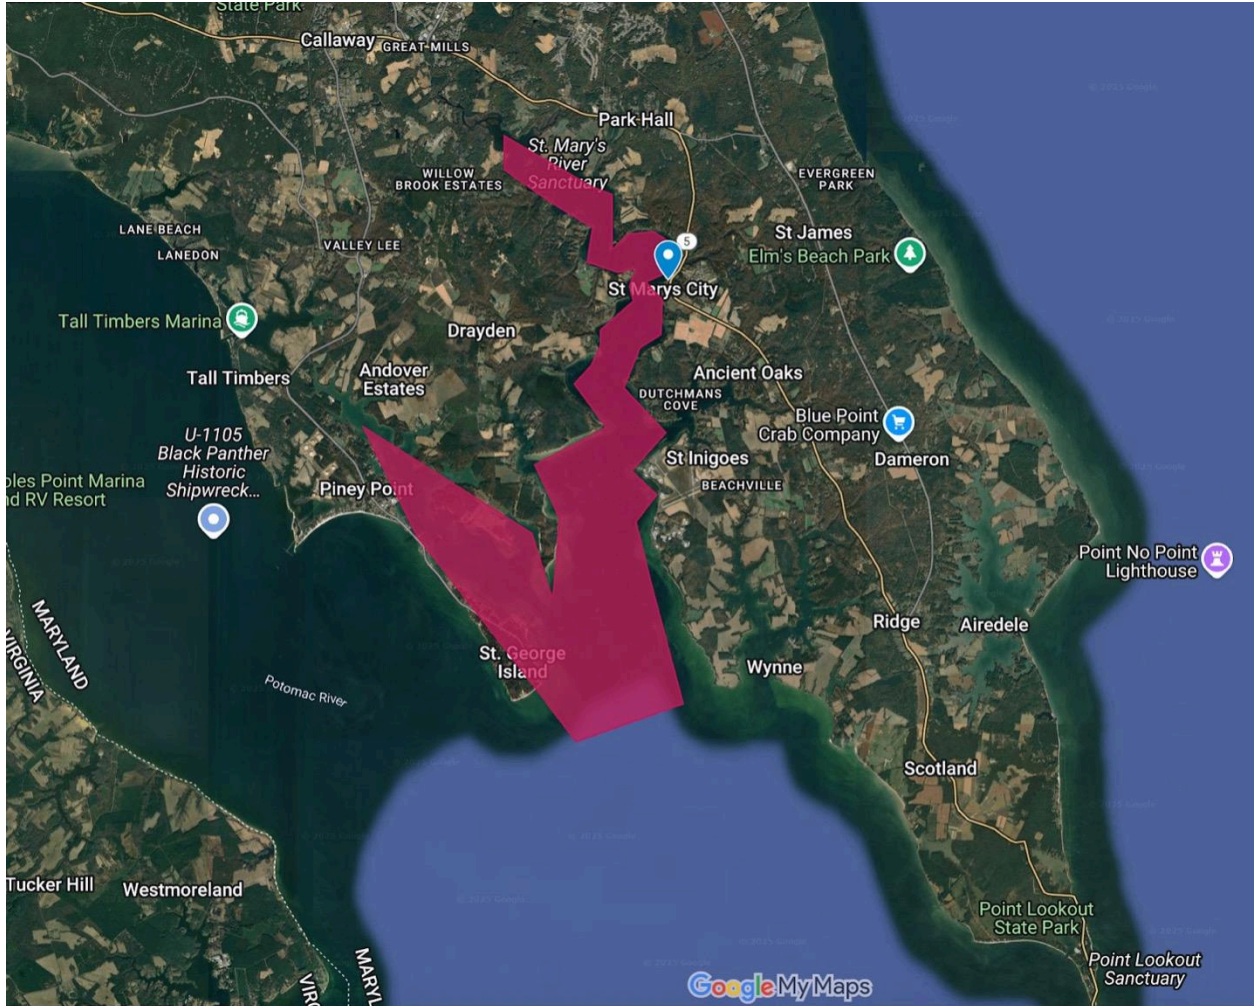 State Park
Callaway
GREAT MILLS
Park Hall
St. Mary's
River
Sanctuary
WILLOW
BROOK ESTATES
EVERGREEN
PARK
LANE BEACH
LANEDON
VALLEY LEE
5
St James
Elm's Beach Park
St Marys City
Tall Timbers Marina
Drayden
Tall Timbers
Andover
Estates
Ancient Oaks
DUTCHMANS
COVE
Blue Point
Crab Company
Dameron
U-1105
Black Panther
Historic
Shipwreck...
oles Point Marina
nd RV Resort
Piney Point
St Inigoes
BEACHVILLE
Point No Point
Lighthouse
MARYLAND
VIRGINIA
Ridge
Airedele
St. George
Island
Wynne
Potomac River
Scotland
Tucker Hill
Westmoreland
Point Lookout
State Park
Point Lookout
Sanctuary
MARYL
VIRG
Google My Maps